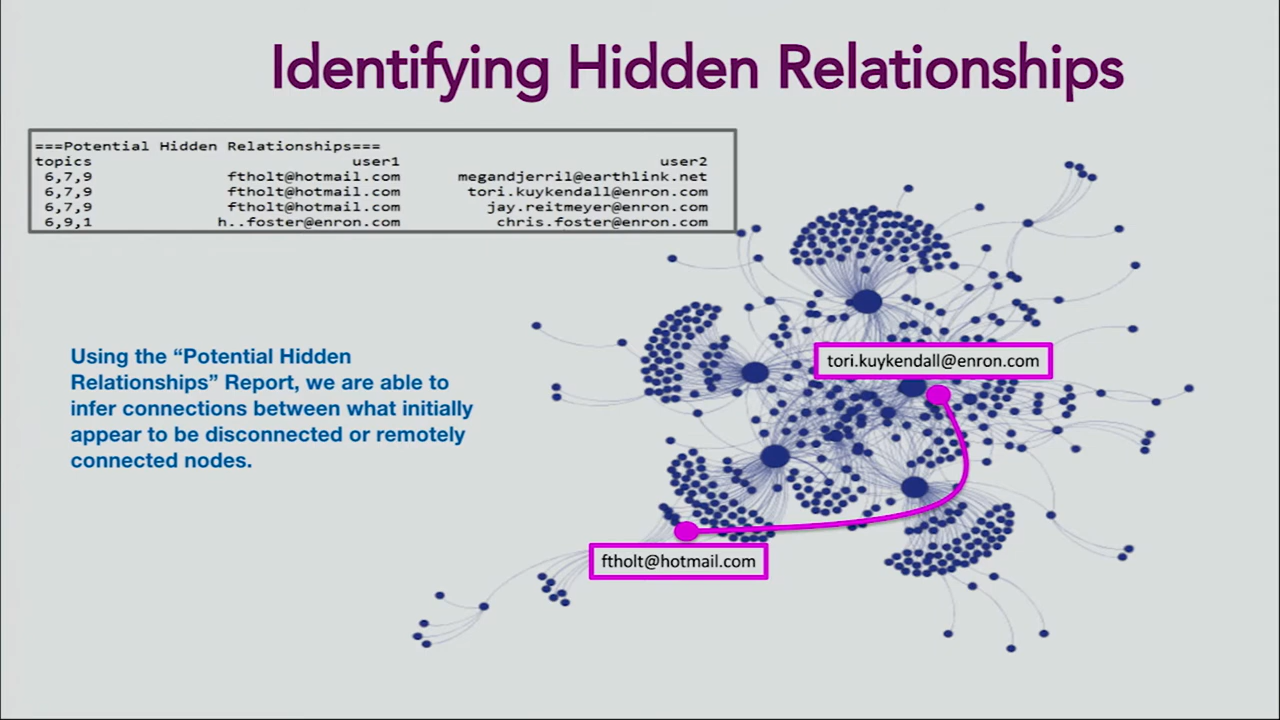 Identifying Hidden Relationships
===Potential Hidden Relationships===
topics user1 user2
6,7,9 ftholt@hotmail.com megandjerril@earthlink.net
6,7,9 ftholt@hotmail.com tori.kuykendall@enron.com
6,7,9 ftholt@hotmail.com jay.reitmeyer@enron.com
6,9,1 h..foster@enron.com chris.foster@enron.com
Using the “Potential Hidden
Relationships” Report, we are able to
infer connections between what initially
appear to be disconnected or remotely
connected nodes.
tori.kuykendall@enron.com
ftholt@hotmail.com